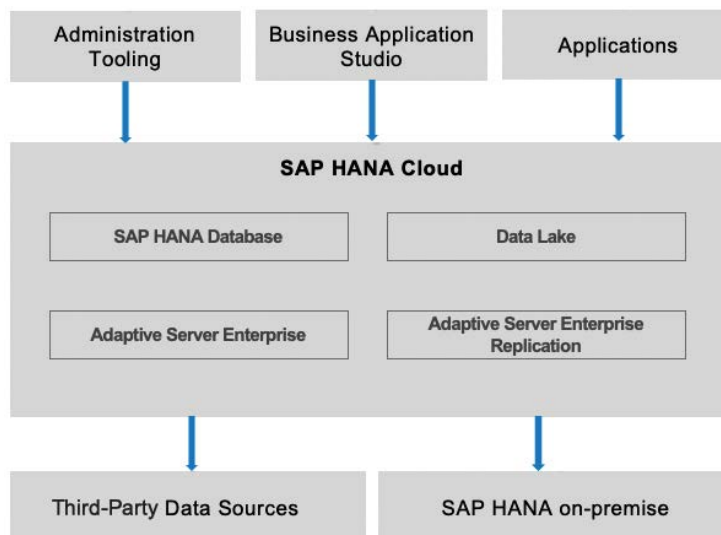 Administration
Tooling
Business Application
Studio
Applications
SAP HANA Cloud
SAP HANA Database
Data Lake
Adaptive Server Enterprise
Adaptive Server Enterprise
Replication
Third-Party Data Sources
SAP HANA on-premise